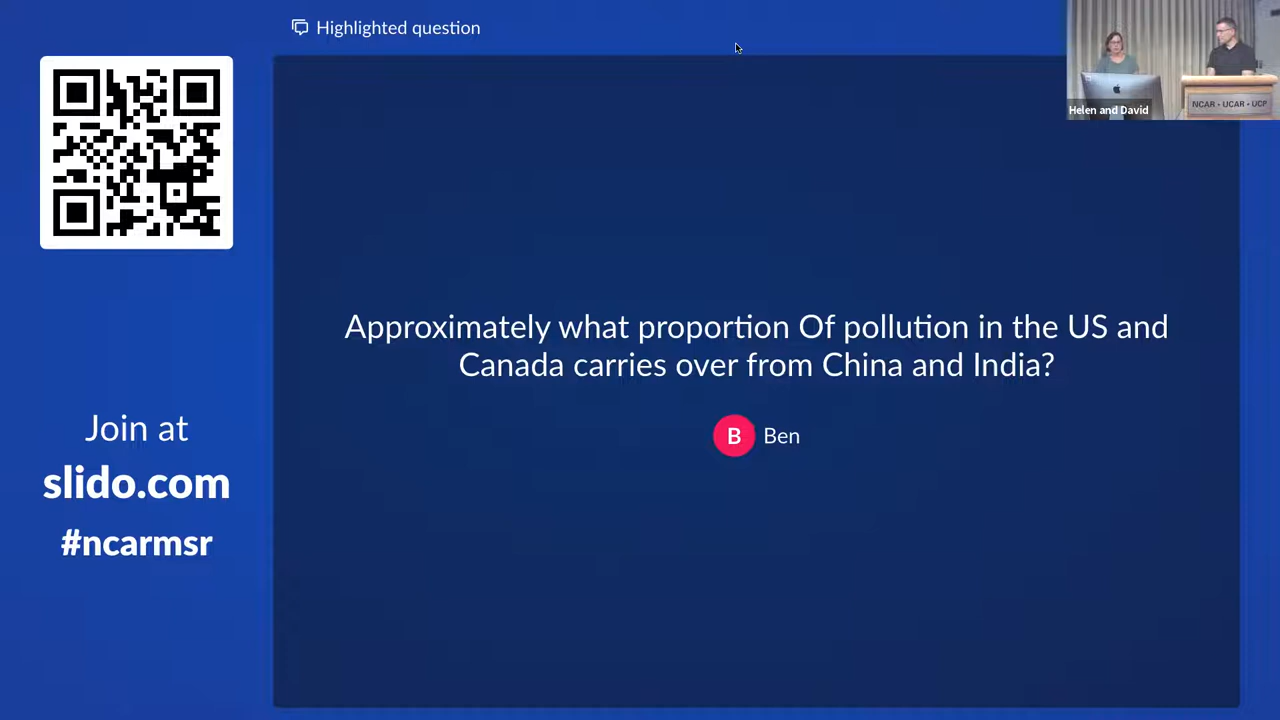 Highlighted question
Helen and David
NCAR • UCAR • UCP
Approximately what proportion Of pollution in the US and
Canada carries over from China and India?
B Ben
Join at
slido.com
#ncarmsr